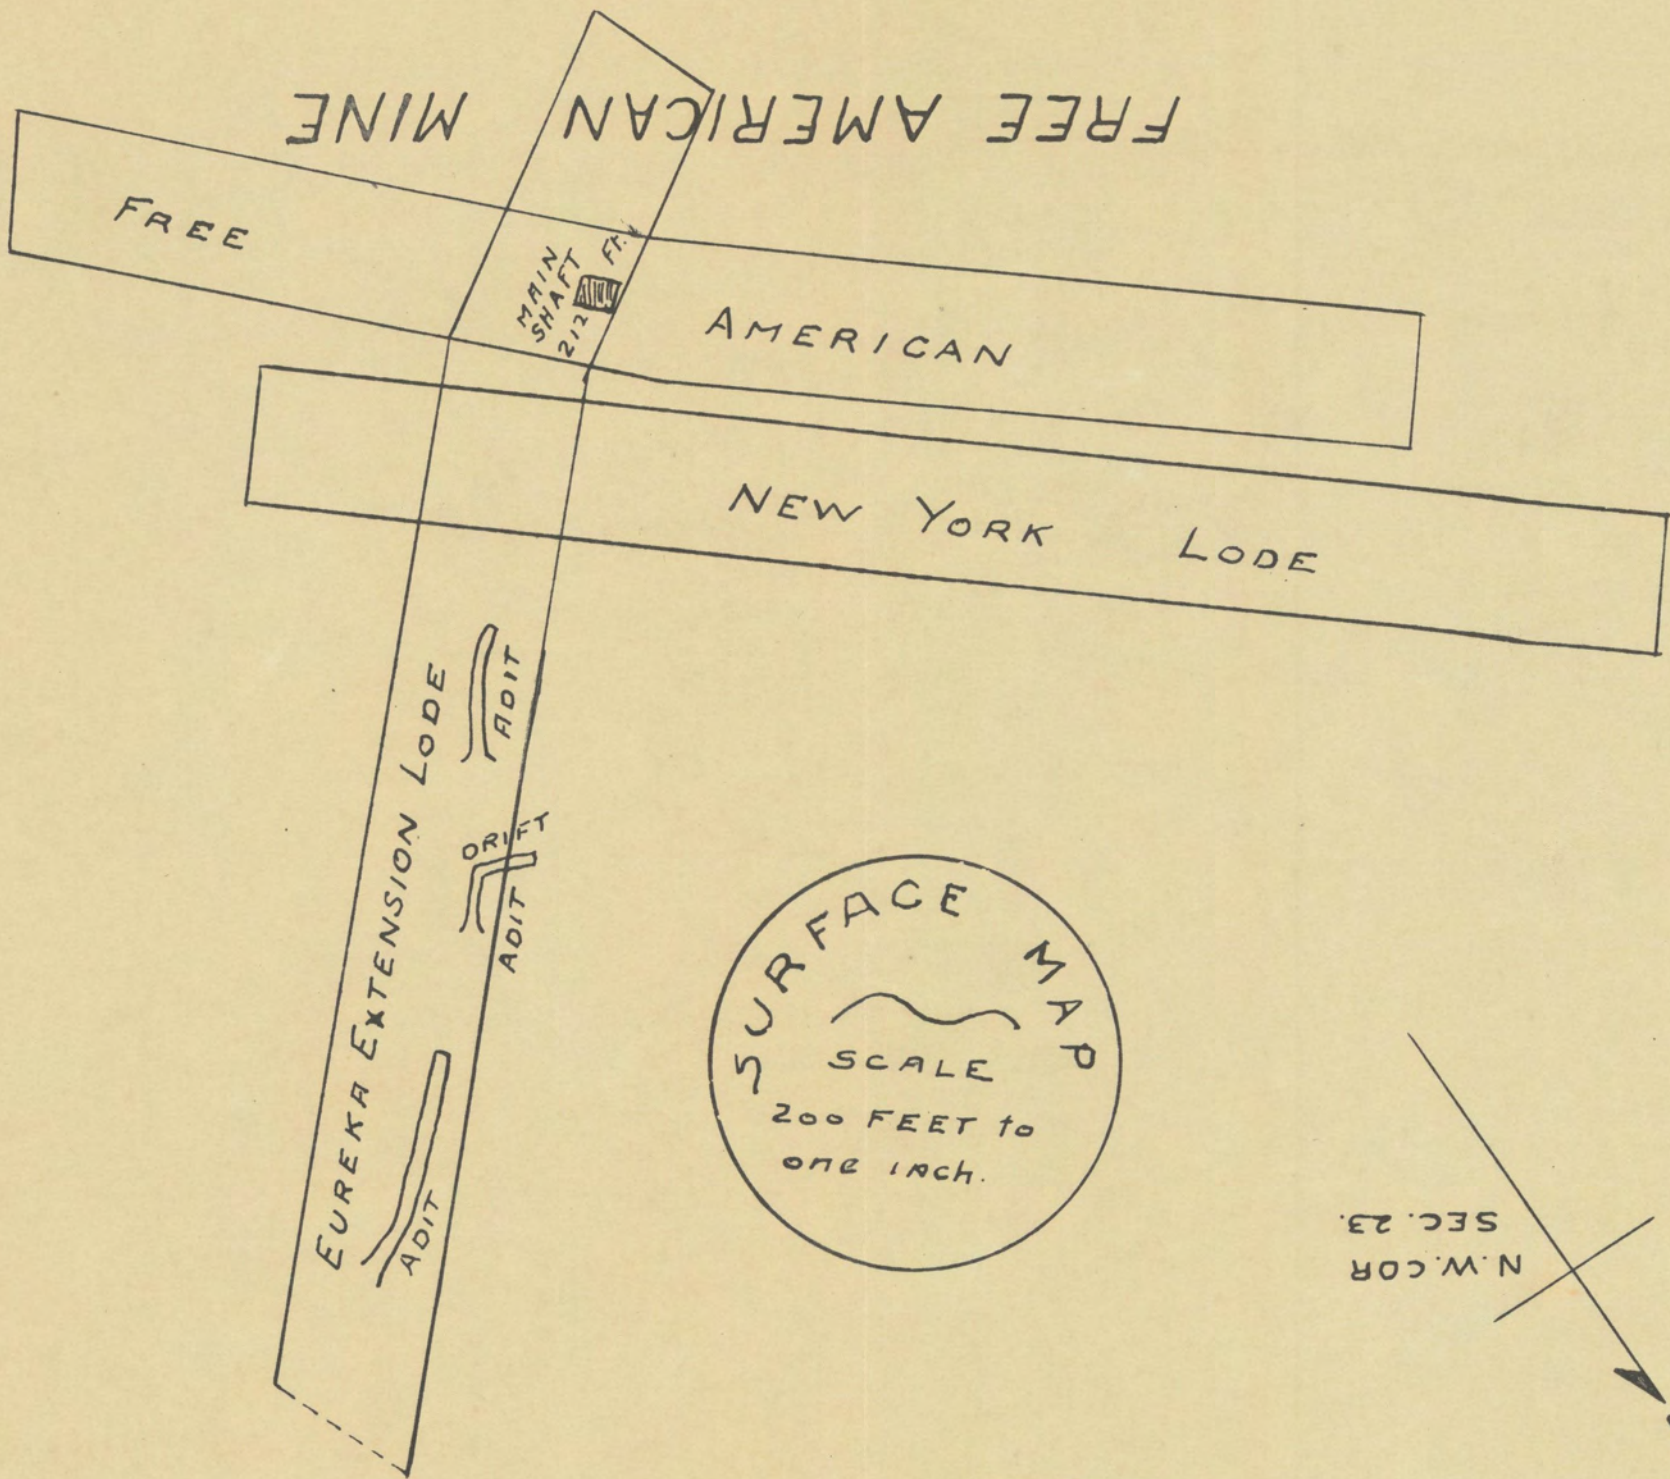 FREE AMERICAN MINE
FREE
AMERICAN
MAIN
SHAFT
212 Ft.
NEW YORK LODE
EUREKA EXTENSION LODE
ADIT
DRIFT
ADIT
ADIT
SURFACE MAP
SCALE
200 FEET to
one inch.
N.W. COR
SEC. 23.